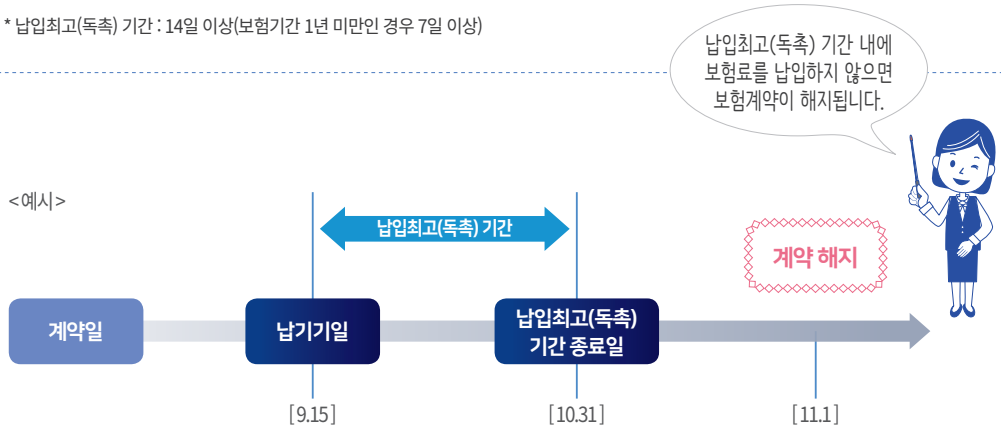 * 납입최고(독촉) 기간 : 14일 이상(보험기간 1년 미만인 경우 7일 이상)
납입최고(독촉) 기간 내에
보험료를 납입하지 않으면
보험계약이 해지됩니다.
<예시>
납입최고(독촉) 기간
계약 해지
계약일
납기기일
납입최고(독촉)
기간 종료일
[9.15]
[10.31]
[11.1]